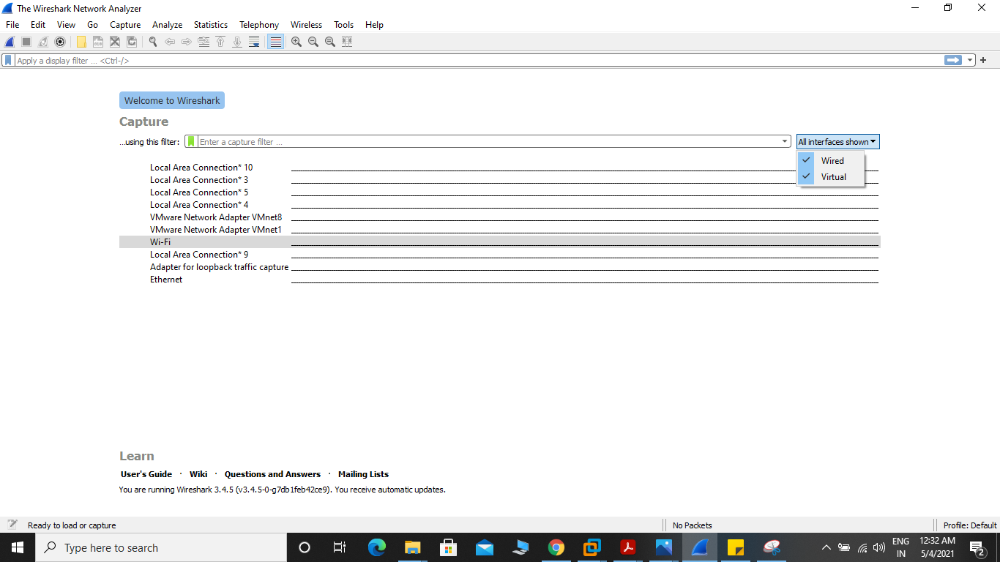 The Wireshark Network Analyzer
File Edit View Go Capture Analyze Statistics Telephony Wireless Tools Help
Apply a display filter ... <Ctrl-/>
Welcome to Wireshark
Capture
...using this filter: Enter a capture filter ... All interfaces shown
Wired
Virtual
Local Area Connection* 10
Local Area Connection* 3
Local Area Connection* 5
Local Area Connection* 4
VMware Network Adapter VMnet8
VMware Network Adapter VMnet1
Wi-Fi
Local Area Connection* 9
Adapter for loopback traffic capture
Ethernet
Learn
User's Guide · Wiki · Questions and Answers · Mailing Lists
You are running Wireshark 3.4.5 (v3.4.5-0-g7db1feb42ce9). You receive automatic updates.
Ready to load or capture No Packets Profile: Default
Type here to search
ENG
IN
12:32 AM
5/4/2021
2